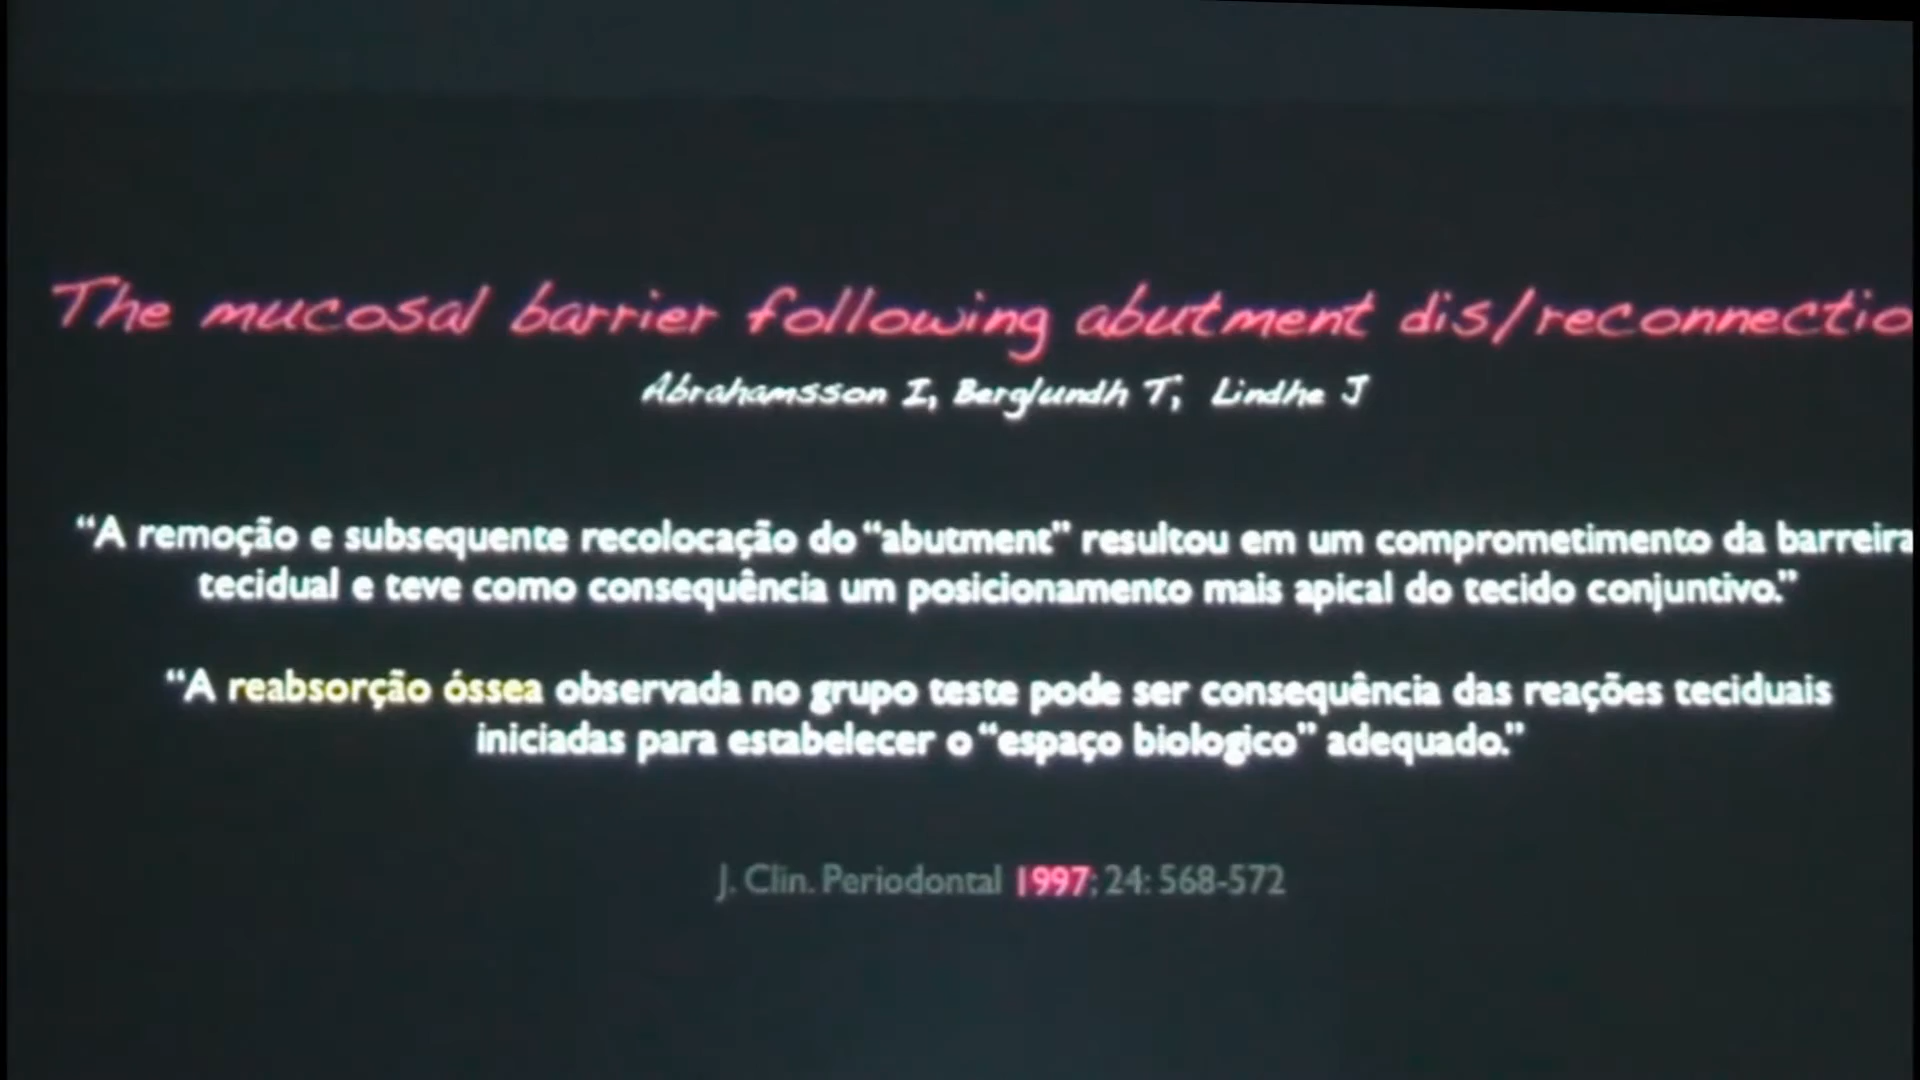 The mucosal barrier following abutment dis/reconnectio
Abrahamsson I, Berglundh T, Lindhe J
“A remoção e subsequente recolocação do “abutment” resultou em um comprometimento da barreira
tecidual e teve como consequência um posicionamento mais apical do tecido conjuntivo.”
“A reabsorção óssea observada no grupo teste pode ser consequência das reações teciduais
iniciadas para estabelecer o “espaço biologico” adequado.”
J. Clin. Periodontal 1997; 24: 568-572